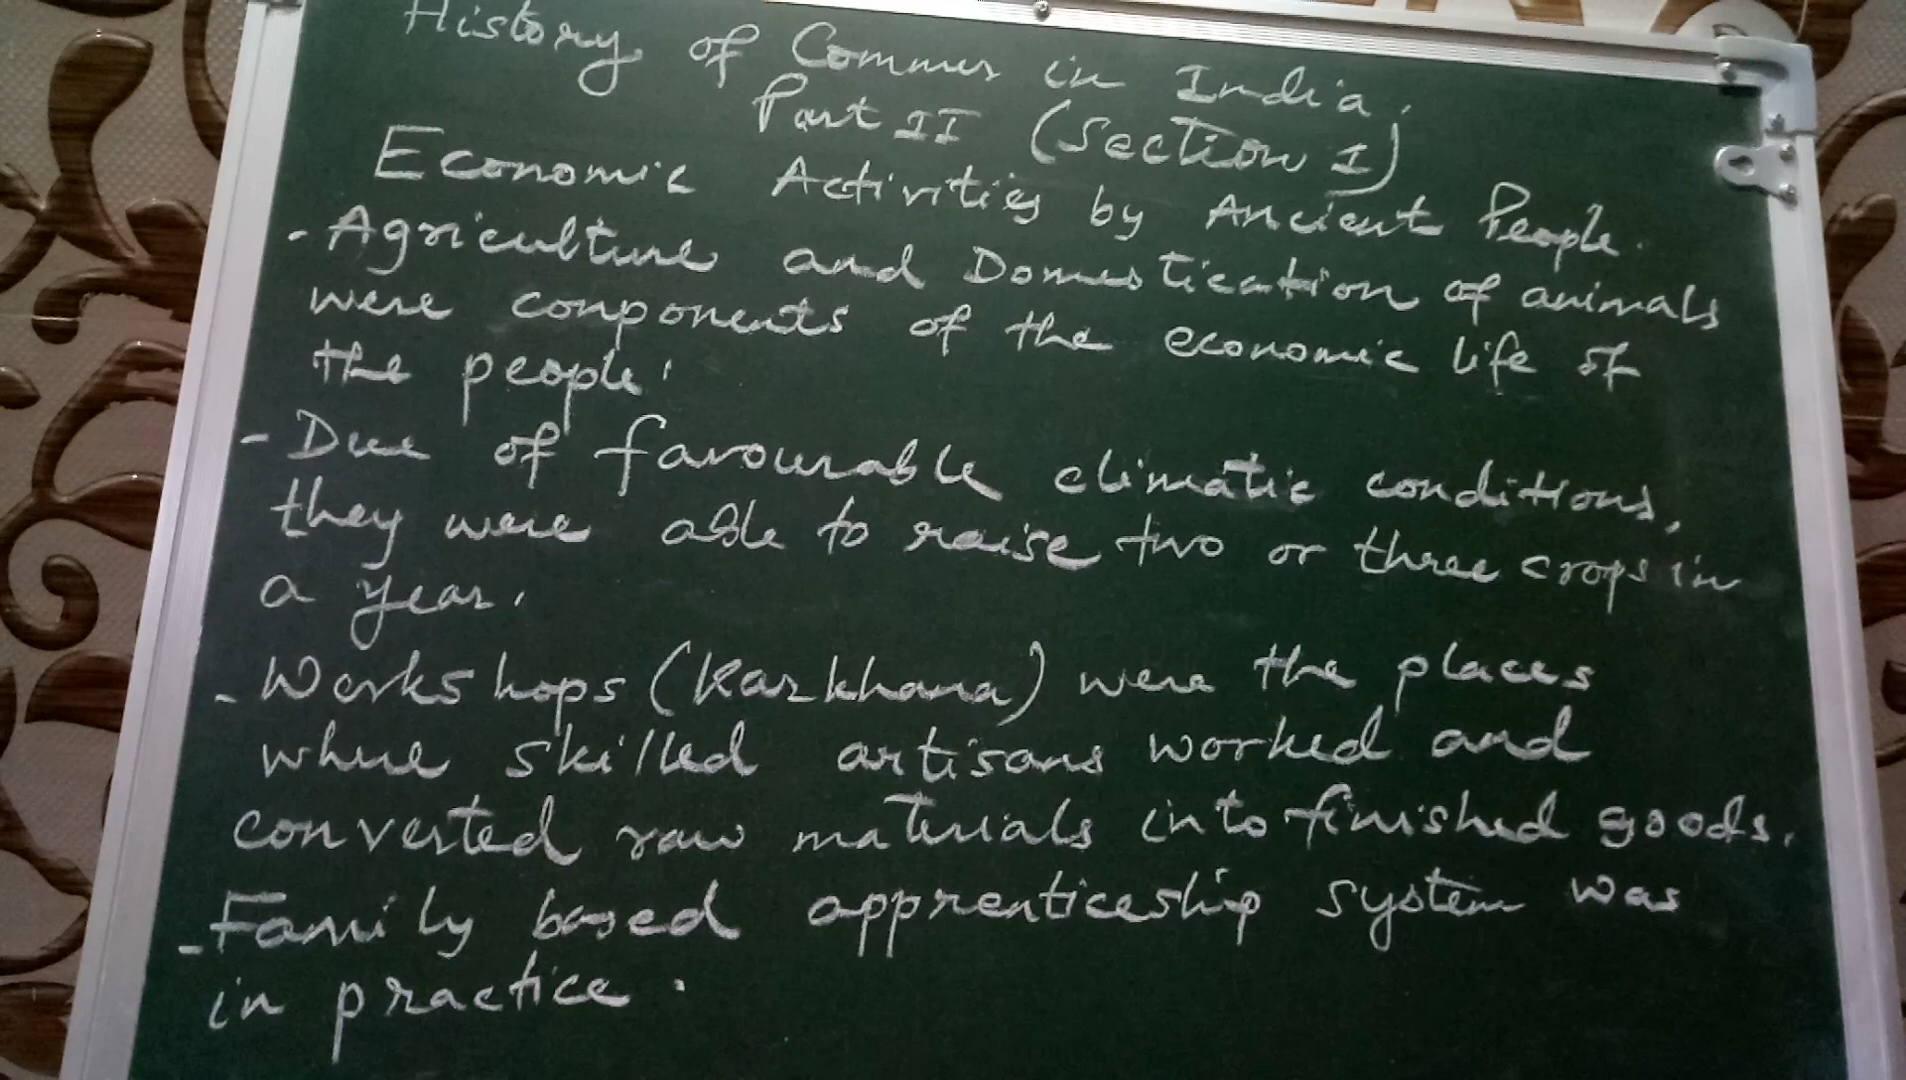 History of Commer in India.
Part II (Section I)
Economic Activities by Ancient People.
- Agriculture and Domestication of animals
were conponents of the economic life of
the people.
- Due of favourable climatic conditions,
they were able to raise two or three crops in
a year.
- Workshops (Karkhana) were the places
where skilled artisans worked and
converted raw materials into finished goods.
- Family based apprenticeship system was
in practice.